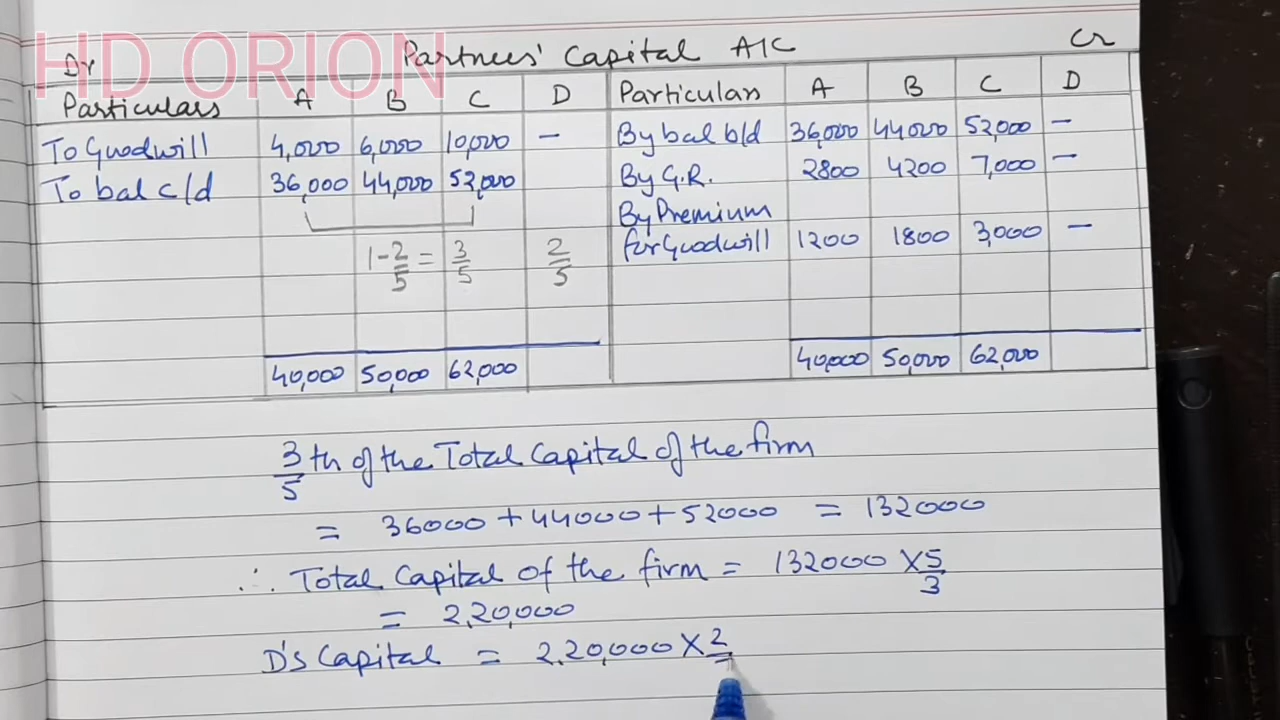 HD ORION
Dr Partners' Capital A/C Cr
Particulars A B C D Particulars A B C D
To Goodwill 4,000 6,000 10,000 — By bal b/d 36,000 44,000 52,000 —
To bal c/d 36,000 44,000 52,000 By G.R. 2800 4200 7,000 —
By Premium
for Goodwill 1200 1800 3,000 —
1-2/5 = 3/5 2/5
40,000 50,000 62,000 40,000 50,000 62,000
3/5 th of the Total Capital of the firm
= 36000 + 44000 + 52000 = 132000
∴ Total Capital of the firm = 132000 × 5/3
= 2,20,000
D's Capital = 2,20,000 × 2